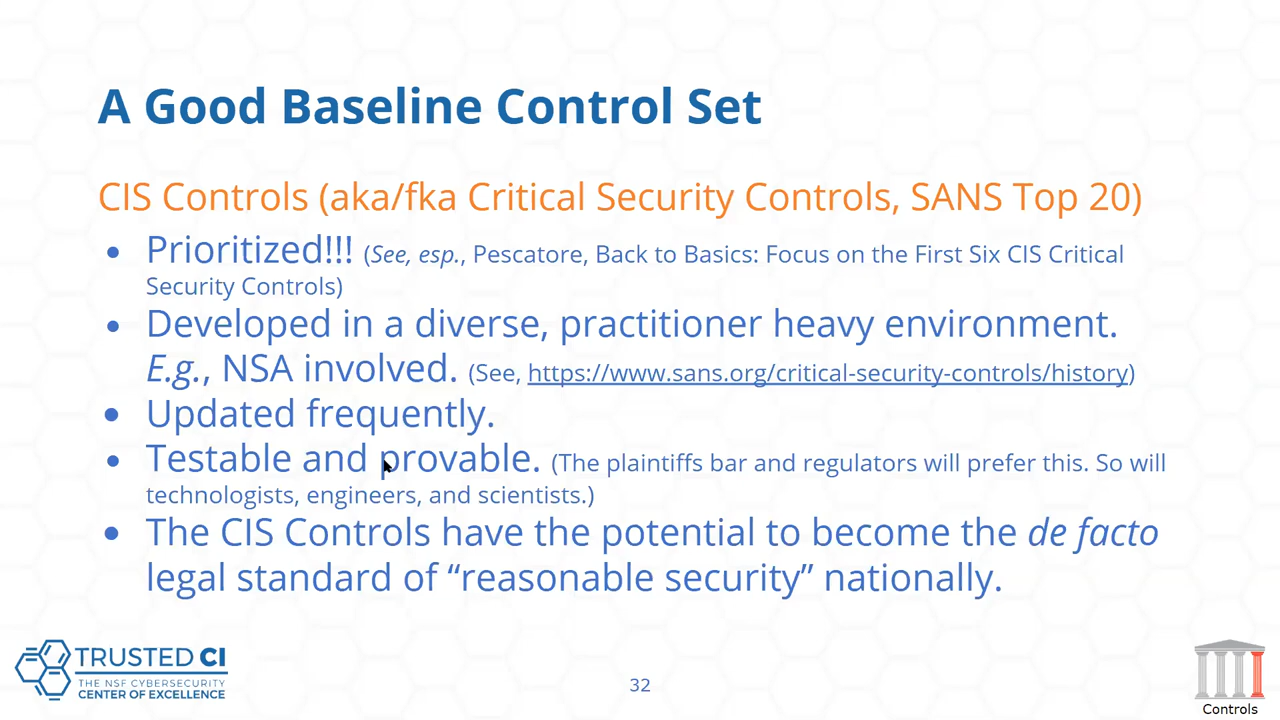 A Good Baseline Control Set
CIS Controls (aka/fka Critical Security Controls, SANS Top 20)
• Prioritized!!! (See, esp., Pescatore, Back to Basics: Focus on the First Six CIS Critical
Security Controls)
• Developed in a diverse, practitioner heavy environment.
E.g., NSA involved. (See, https://www.sans.org/critical-security-controls/history)
• Updated frequently.
• Testable and provable. (The plaintiffs bar and regulators will prefer this. So will
technologists, engineers, and scientists.)
• The CIS Controls have the potential to become the de facto
legal standard of “reasonable security” nationally.
TRUSTED CI
THE NSF CYBERSECURITY
CENTER OF EXCELLENCE
32
Controls